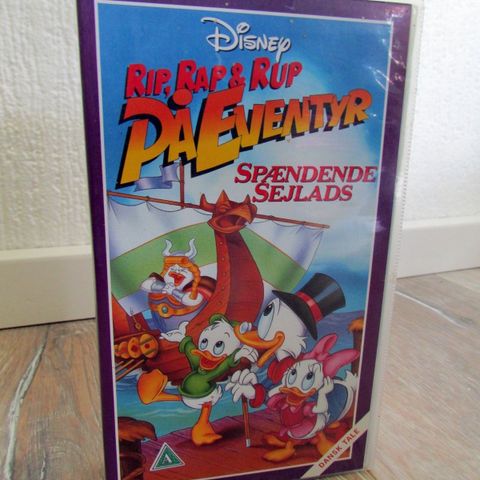 Disney
RIP, RAP & RUP
PÅ EVENTYR
SPÆNDENDE
SEJLADS
A
DANSK TALE